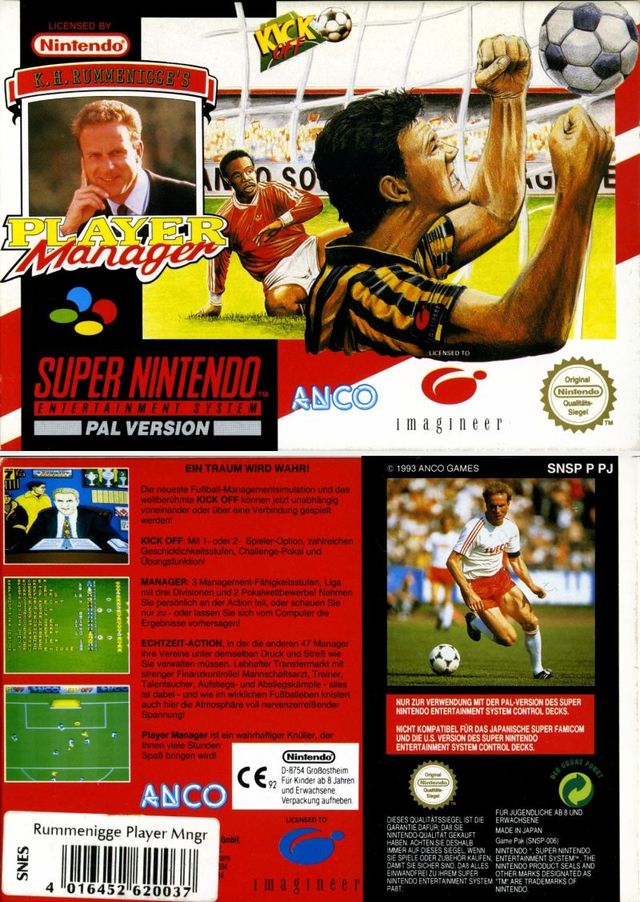 LICENSED BY
Nintendo®
K.H. RUMMENIGGE'S
KICK
OFF
PLAYER
Manager
SUPER NINTENDO
TM
ENTERTAINMENT SYSTEM
PAL VERSION
ANCO
LICENSED TO
imagineer
Original
Nintendo
Qualitäts-
Siegel
TM
EIN TRAUM WIRD WAHR!
Die neueste Fußball-Managementsimulation und das
weltberühmte KICK OFF können jetzt unabhängig
voneinander oder über eine Verbindung gespielt
werden!
KICK OFF: Mit 1- oder 2- Spieler-Option, zahlreichen
Geschicklichkeitsstufen, Challenge-Pokal und
Übungsfunktion!
MANAGER: 3 Management-Fähigkeitsstufen, Liga
mit drei Divisionen und 2 Pokalwettbewerbe! Nehmen
Sie persönlich an der Action teil, oder schauen Sie
nur zu - oder lassen Sie sich vom Computer die
Ergebnisse vorhersagen!
ECHTZEIT-ACTION, in der die anderen 47 Manager
ihre Vereine unter demselben Druck und Streß wie
Sie verwalten müssen. Lebhafter Transfermarkt mit
strenger Finanzkontrolle! Mannschaftsarzt, Trainer,
Talentsucher, Aufstiegs- und Abstiegskämpfe - alles
ist dabei - und wie im wirklichen Fußballeben knistert
auch hier die Atmosphäre voll nervenzerreißender
Spannung!
Player Manager ist ein wahrhaftiger Knüller, der
Ihnen viele Stunden
Spaß bringen wird!
CE 92
Nintendo®
D-8754 Großostheim
Für Kinder ab 8 Jahren
und Erwachsene
Verpackung aufheben.
ANCO
LICENSED TO
imagineer
GmbH.
SNES
Rummenigge Player Mngr
4 016452 620037
© 1993 ANCO GAMES
SNSP P PJ
NUR ZUR VERWENDUNG MIT DER PAL-VERSION DES SUPER
NINTENDO ENTERTAINMENT SYSTEM CONTROL DECKS.
NICHT KOMPATIBEL FÜR DAS JAPANISCHE SUPER FAMICOM
UND DIE U.S. VERSION DES SUPER NINTENDO
ENTERTAINMENT SYSTEM CONTROL DECKS.
Original
Nintendo
Qualitäts-
Siegel
DER GRÜNE PUNKT
DIESES QUALITÄTSSIEGEL IST DIE
GARANTIE DAFÜR, DAß SIE
NINTENDO-QUALITÄT GEKAUFT
HABEN. ACHTEN SIE DESHALB
IMMER AUF DIESES SIEGEL, WENN
SIE SPIELE ODER ZUBEHÖR KAUFEN,
DAMIT SIE SICHER SIND, DAß ALLES
EINWANDFREI ZU IHREM SUPER
NINTENDO ENTERTAINMENT SYSTEM
PAßT.
FÜR JUGENDLICHE AB 8 UND
ERWACHSENE
MADE IN JAPAN
Game Pak (SNSP-006)
NINTENDO ®, SUPER NINTENDO
ENTERTAINMENT SYSTEM™, THE
NINTENDO PRODUCT SEALS AND
OTHER MARKS DESIGNATED AS
"TM" ARE TRADEMARKS OF
NINTENDO.